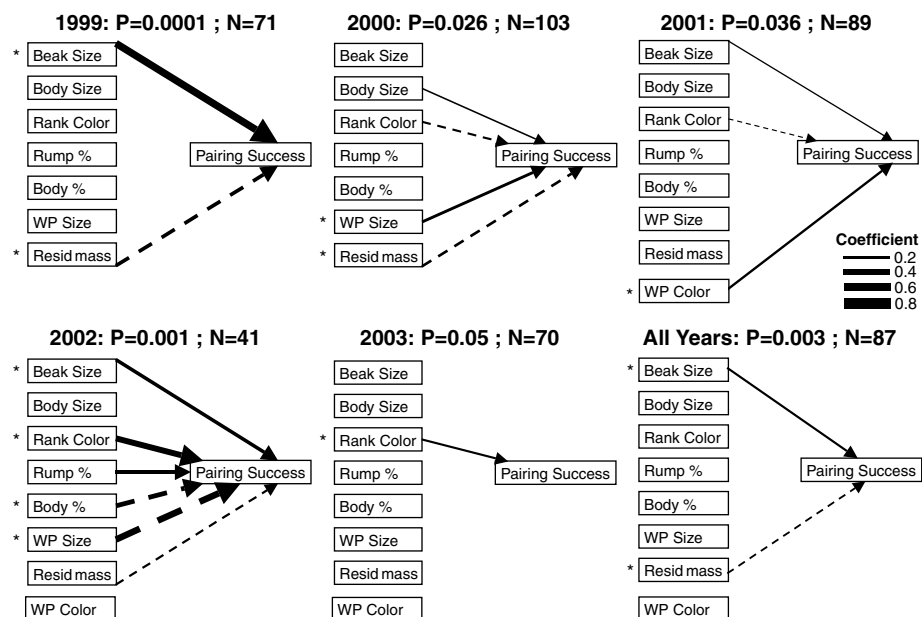 1999: P=0.0001 ; N=71
* Beak Size
Body Size
Rank Color
Rump %
Body %
WP Size
* Resid mass
Pairing Success
2000: P=0.026 ; N=103
Beak Size
Body Size
Rank Color
Rump %
Body %
* WP Size
* Resid mass
Pairing Success
2001: P=0.036 ; N=89
Beak Size
Body Size
Rank Color
Rump %
Body %
WP Size
Resid mass
* WP Color
Pairing Success
Coefficient
0.2
0.4
0.6
0.8
2002: P=0.001 ; N=41
* Beak Size
Body Size
* Rank Color
Rump %
* Body %
* WP Size
Resid mass
WP Color
Pairing Success
2003: P=0.05 ; N=70
Beak Size
Body Size
* Rank Color
Rump %
Body %
WP Size
Resid mass
WP Color
Pairing Success
All Years: P=0.003 ; N=87
* Beak Size
Body Size
Rank Color
Rump %
Body %
WP Size
* Resid mass
WP Color
Pairing Success